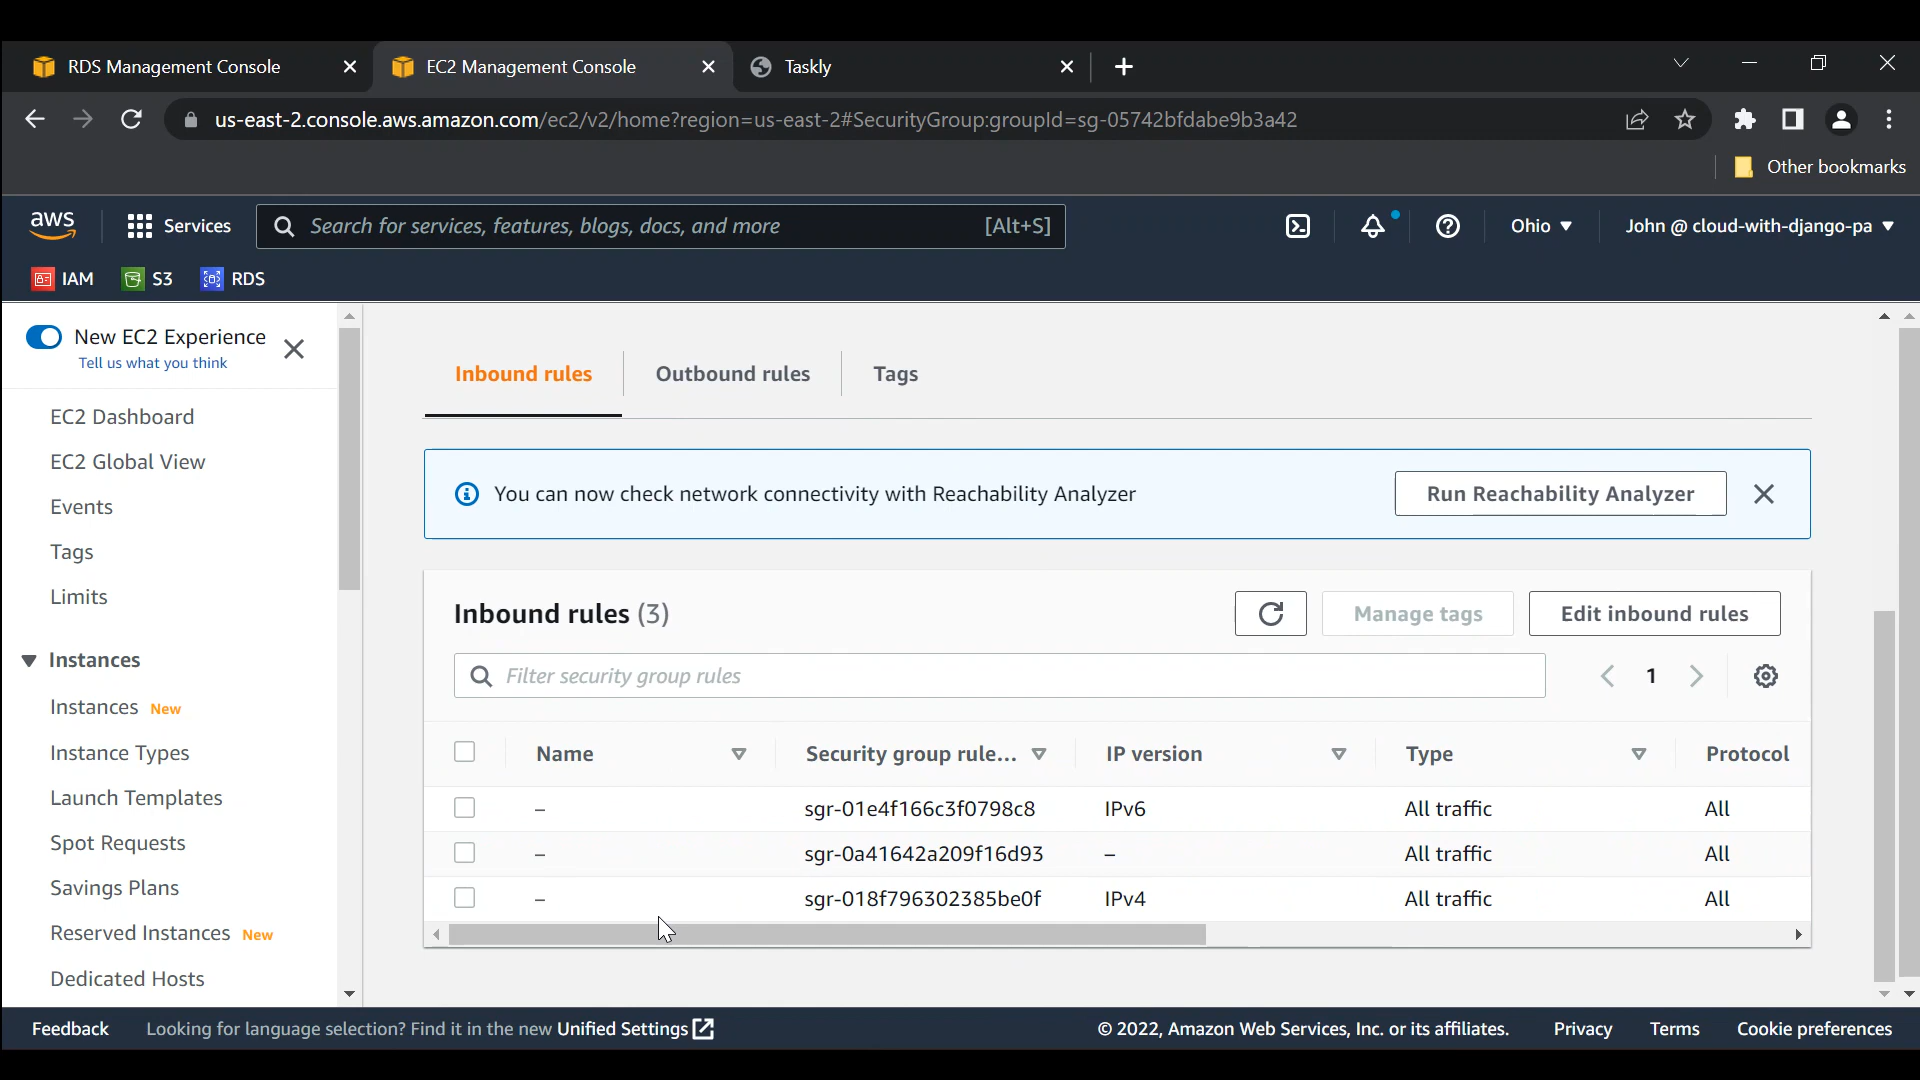 RDS Management Console
EC2 Management Console
Taskly
us-east-2.console.aws.amazon.com/ec2/v2/home?region=us-east-2#SecurityGroup:groupId=sg-05742bfdabe9b3a42
Other bookmarks
aws
Services
Search for services, features, blogs, docs, and more
[Alt+S]
Ohio
John @ cloud-with-django-pa
IAM
S3
RDS
New EC2 Experience
Tell us what you think
EC2 Dashboard
EC2 Global View
Events
Tags
Limits
Instances
Instances New
Instance Types
Launch Templates
Spot Requests
Savings Plans
Reserved Instances New
Dedicated Hosts
Inbound rules
Outbound rules
Tags
You can now check network connectivity with Reachability Analyzer
Run Reachability Analyzer
Inbound rules (3)
Manage tags
Edit inbound rules
Filter security group rules
1
Name
Security group rule...
IP version
Type
Protocol
– sgr-01e4f166c3f0798c8 IPv6 All traffic All
– sgr-0a41642a209f16d93 – All traffic All
– sgr-018f796302385be0f IPv4 All traffic All
Feedback
Looking for language selection? Find it in the new Unified Settings
© 2022, Amazon Web Services, Inc. or its affiliates.
Privacy
Terms
Cookie preferences